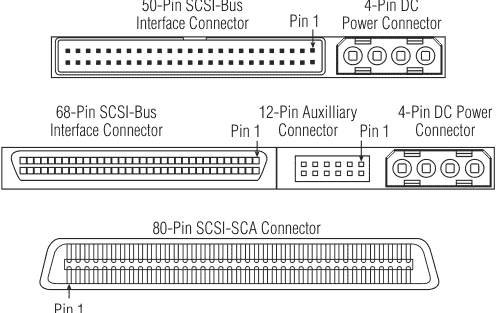 50-Pin SCSI-Bus
Interface Connector
Pin 1
4-Pin DC
Power Connector
68-Pin SCSI-Bus
Interface Connector
Pin 1
12-Pin Auxilliary
Connector
Pin 1
4-Pin DC Power
Connector
80-Pin SCSI-SCA Connector
Pin 1